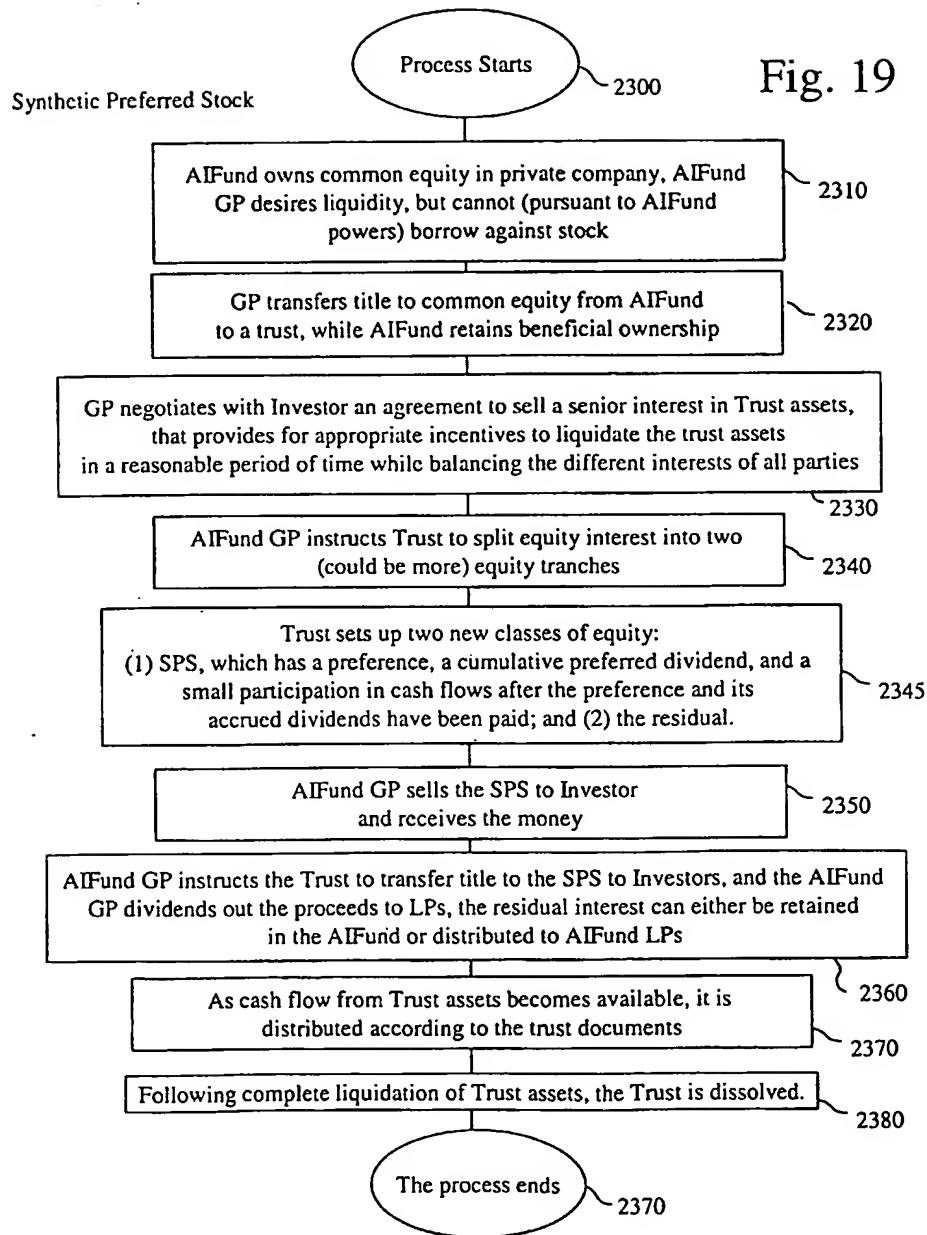 Process Starts
2300
Fig. 19
Synthetic Preferred Stock
AIFund owns common equity in private company, AIFund
GP desires liquidity, but cannot (pursuant to AIFund
powers) borrow against stock
2310
GP transfers title to common equity from AIFund
to a trust, while AIFund retains beneficial ownership
2320
GP negotiates with Investor an agreement to sell a senior interest in Trust assets,
that provides for appropriate incentives to liquidate the trust assets
in a reasonable period of time while balancing the different interests of all parties
2330
AIFund GP instructs Trust to split equity interest into two
(could be more) equity tranches
2340
Trust sets up two new classes of equity:
(1) SPS, which has a preference, a cumulative preferred dividend, and a
small participation in cash flows after the preference and its
accrued dividends have been paid; and (2) the residual.
2345
AIFund GP sells the SPS to Investor
and receives the money
2350
AIFund GP instructs the Trust to transfer title to the SPS to Investors, and the AIFund
GP dividends out the proceeds to LPs, the residual interest can either be retained
in the AIFund or distributed to AIFund LPs
2360
As cash flow from Trust assets becomes available, it is
distributed according to the trust documents
2370
Following complete liquidation of Trust assets, the Trust is dissolved.
2380
The process ends
2370